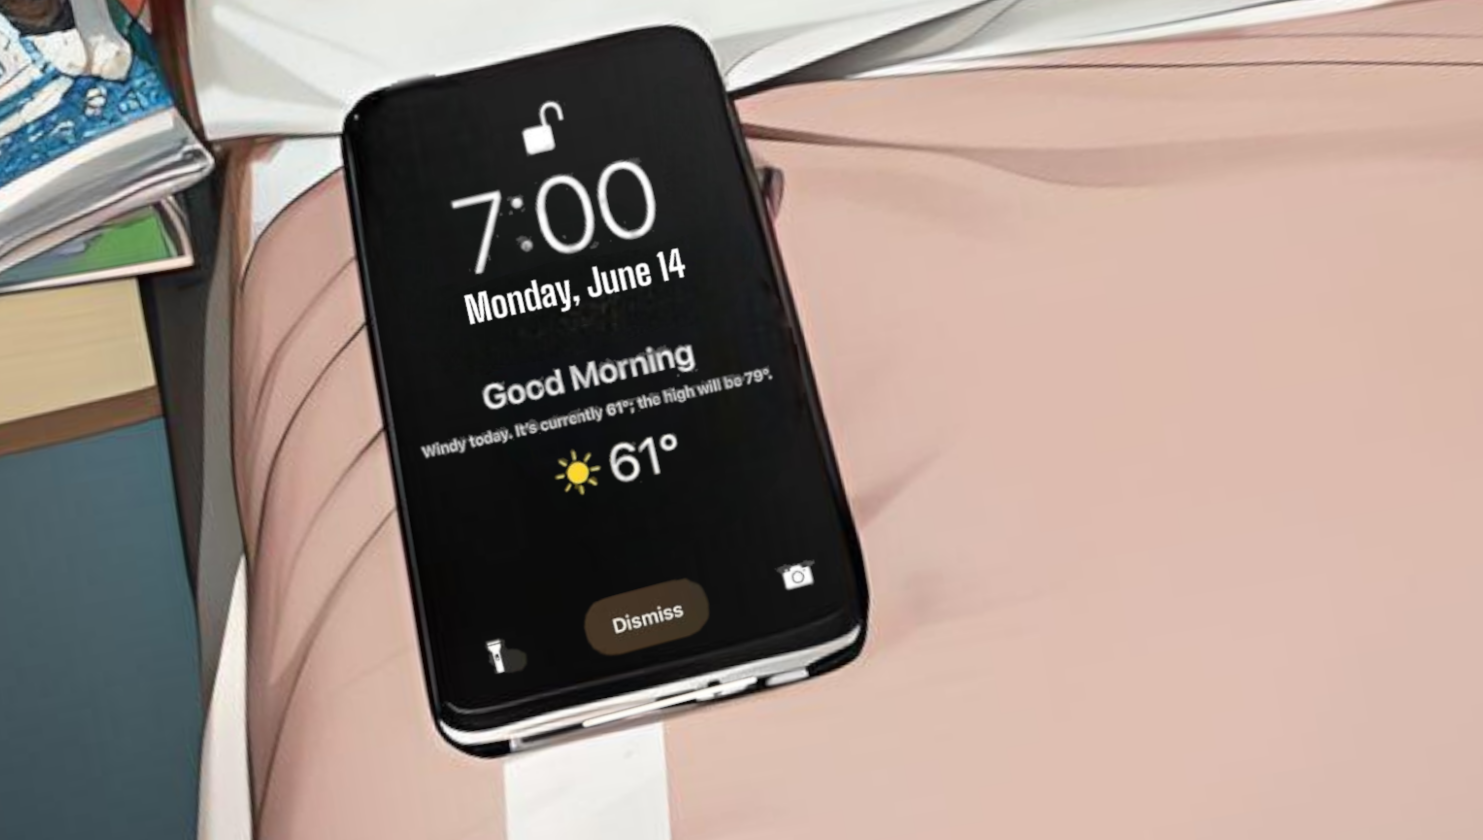 7:00
Monday, June 14
Good Morning
Windy today. It's currently 61°; the high will be 79°.
61°
Dismiss